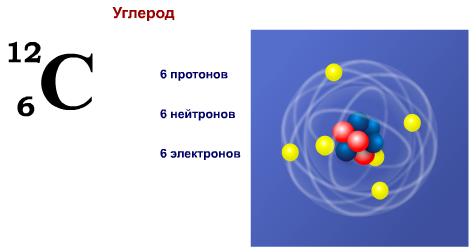 Углерод
12
C
6
6 протонов
6 нейтронов
6 электронов